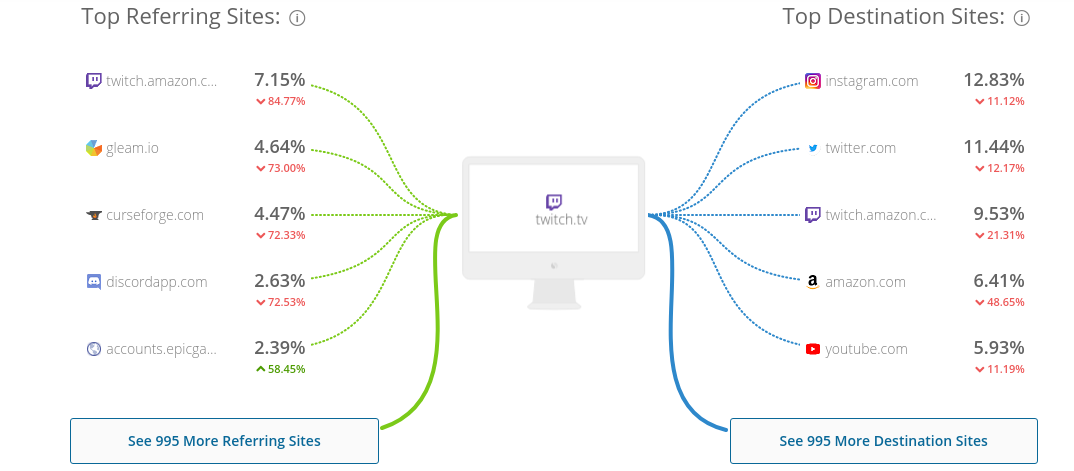 Top Referring Sites:
twitch.amazon.c...
7.15%
84.77%
gleam.io
4.64%
73.00%
curseforge.com
4.47%
72.33%
discordapp.com
2.63%
72.53%
accounts.epicga...
2.39%
58.45%
See 995 More Referring Sites
twitch.tv
Top Destination Sites:
instagram.com
12.83%
11.12%
twitter.com
11.44%
12.17%
twitch.amazon.c...
9.53%
21.31%
amazon.com
6.41%
48.65%
youtube.com
5.93%
11.19%
See 995 More Destination Sites